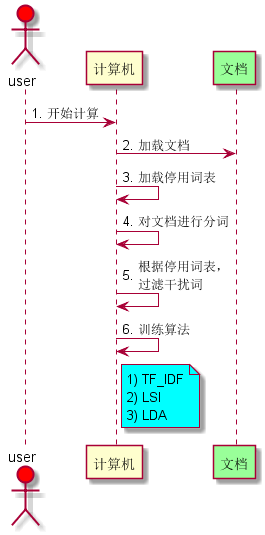 user
计算机
文档
1. 开始计算
2. 加载文档
3. 加载停用词表
4. 对文档进行分词
5. 根据停用词表，
过滤干扰词
6. 训练算法
1) TF_IDF
2) LSI
3) LDA
user
计算机
文档